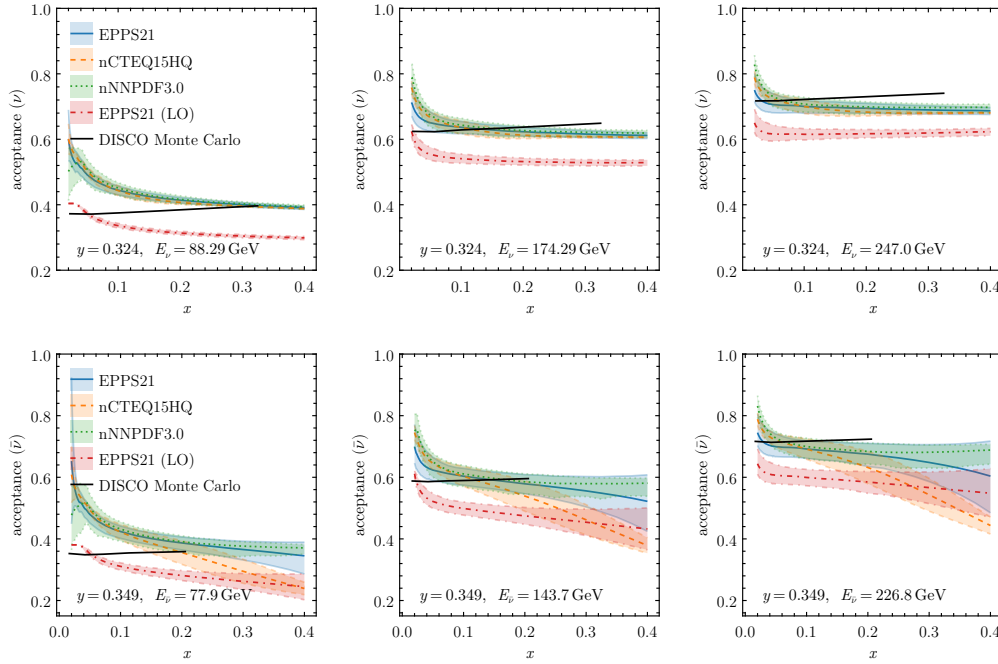 1.0
0.8
0.6
0.4
0.2
acceptance (ν)
EPPS21
nCTEQ15HQ
nNNPDF3.0
EPPS21 (LO)
DISCO Monte Carlo
y = 0.324, E_ν = 88.29 GeV
0.1 0.2 0.3 0.4
x
1.0
0.8
0.6
0.4
0.2
acceptance (ν)
y = 0.324, E_ν = 174.29 GeV
0.1 0.2 0.3 0.4
x
1.0
0.8
0.6
0.4
0.2
acceptance (ν)
y = 0.324, E_ν = 247.0 GeV
0.1 0.2 0.3 0.4
x
1.0
0.8
0.6
0.4
0.2
acceptance (ν̄)
EPPS21
nCTEQ15HQ
nNNPDF3.0
EPPS21 (LO)
DISCO Monte Carlo
y = 0.349, E_ν̄ = 77.9 GeV
0.0 0.1 0.2 0.3 0.4
x
1.0
0.8
0.6
0.4
0.2
acceptance (ν̄)
y = 0.349, E_ν̄ = 143.7 GeV
0.0 0.1 0.2 0.3 0.4
x
1.0
0.8
0.6
0.4
0.2
acceptance (ν̄)
y = 0.349, E_ν̄ = 226.8 GeV
0.0 0.1 0.2 0.3 0.4
x